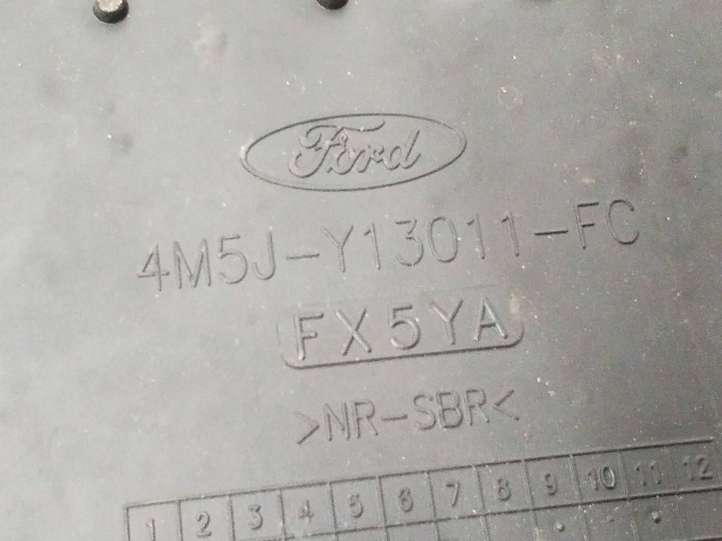 Ford
4M5J-Y13011-FC
FX5YA
>NR-SBR<
1 2 3 4 5 6 7 8 9 10 11 12